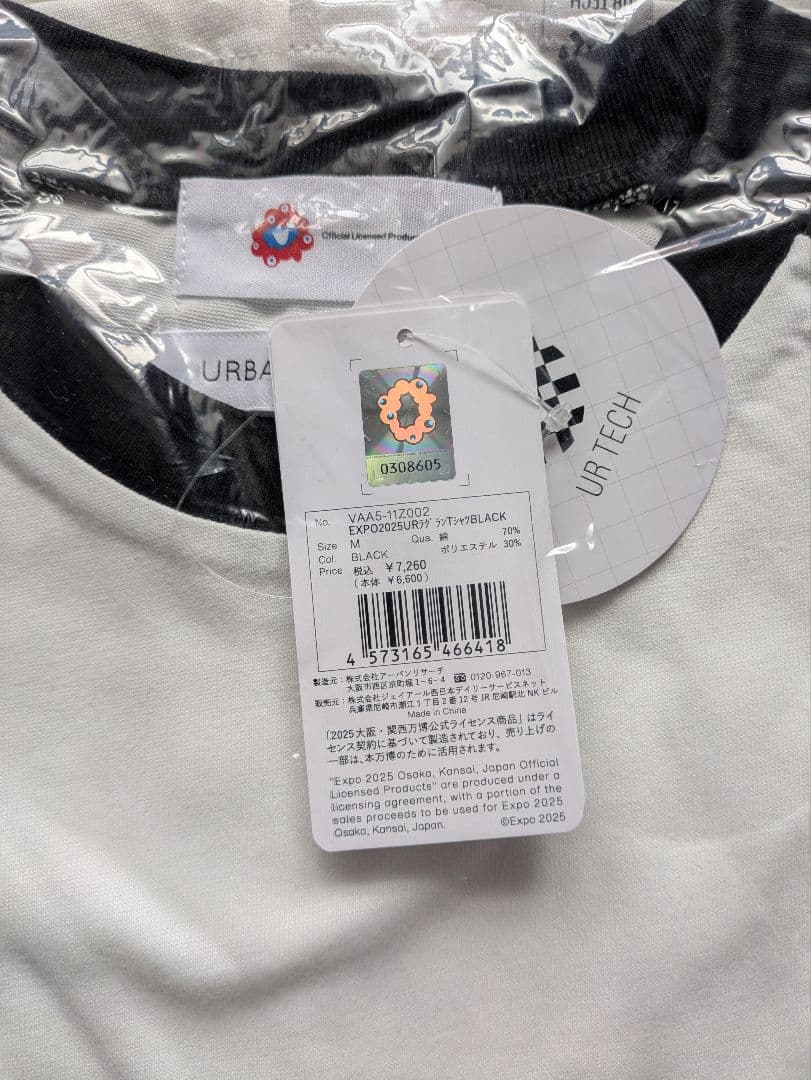 UR TECH
Official Licensed Produc
URBA
UR TECH
0308605
No. VAA5-11Z002
EXPO2025URﾗｸﾞﾗﾝTｼｬﾂBLACK
Size M Qua. 綿 70%
Col. BLACK ポリエステル 30%
Price 税込 ￥7,260
(本体 ￥6,600)
4 573165 466418
製造元：株式会社アーバンリサーチ
大阪市西区京町堀1-6-4 0120-967-013
販売元：株式会社ジェイアール西日本デイリーサービスネット
兵庫県尼崎市潮江1丁目2番12号JR尼崎駅北NKビル
Made in China
「2025大阪・関西万博公式ライセンス商品」はライ
センス契約に基づいて製造されており、売り上げの
一部は、本万博のために活用されます。
"Expo 2025 Osaka, Kansai, Japan Official
Licensed Products" are produced under a
licensing agreement, with a portion of the
sales proceeds to be used for Expo 2025
Osaka, Kansai, Japan. ©Expo 2025